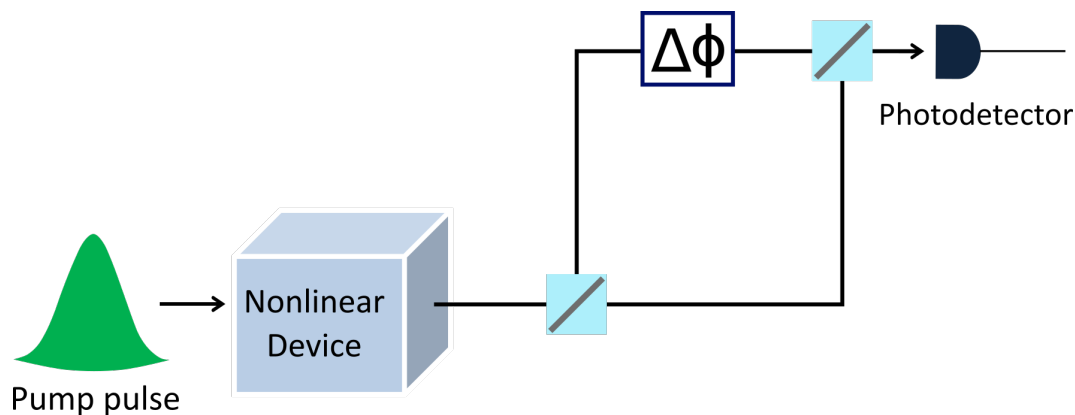 Δϕ
Photodetector
Nonlinear
Device
Pump pulse